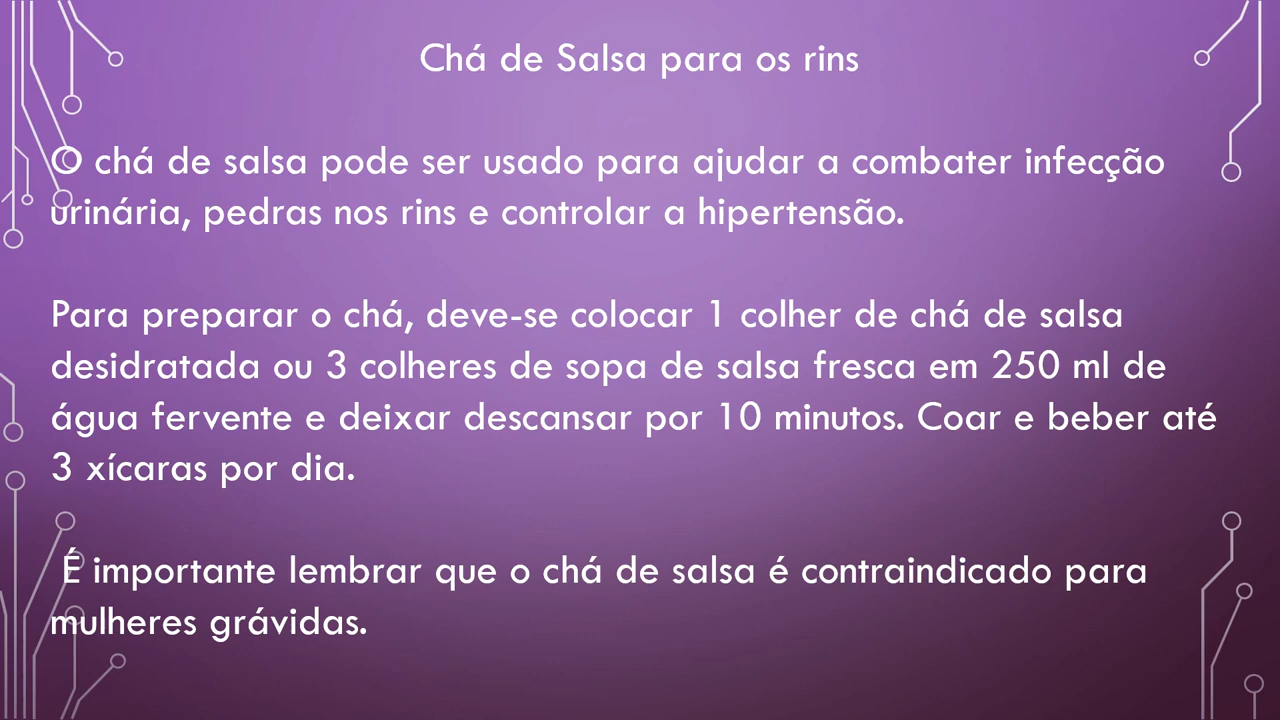 Chá de Salsa para os rins
O chá de salsa pode ser usado para ajudar a combater infecção
urinária, pedras nos rins e controlar a hipertensão.
Para preparar o chá, deve-se colocar 1 colher de chá de salsa
desidratada ou 3 colheres de sopa de salsa fresca em 250 ml de
água fervente e deixar descansar por 10 minutos. Coar e beber até
3 xícaras por dia.
É importante lembrar que o chá de salsa é contraindicado para
mulheres grávidas.